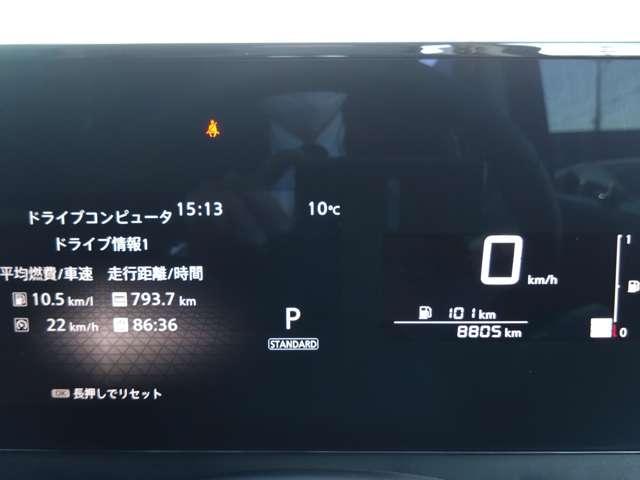 15:13 10℃
ドライブコンピュータ
ドライブ情報1
平均燃費/車速 走行距離/時間
10.5 km/l 793.7 km
22 km/h 86:36
OK 長押しでリセット
P
STANDARD
0 km/h
101 km
8805 km
1
0